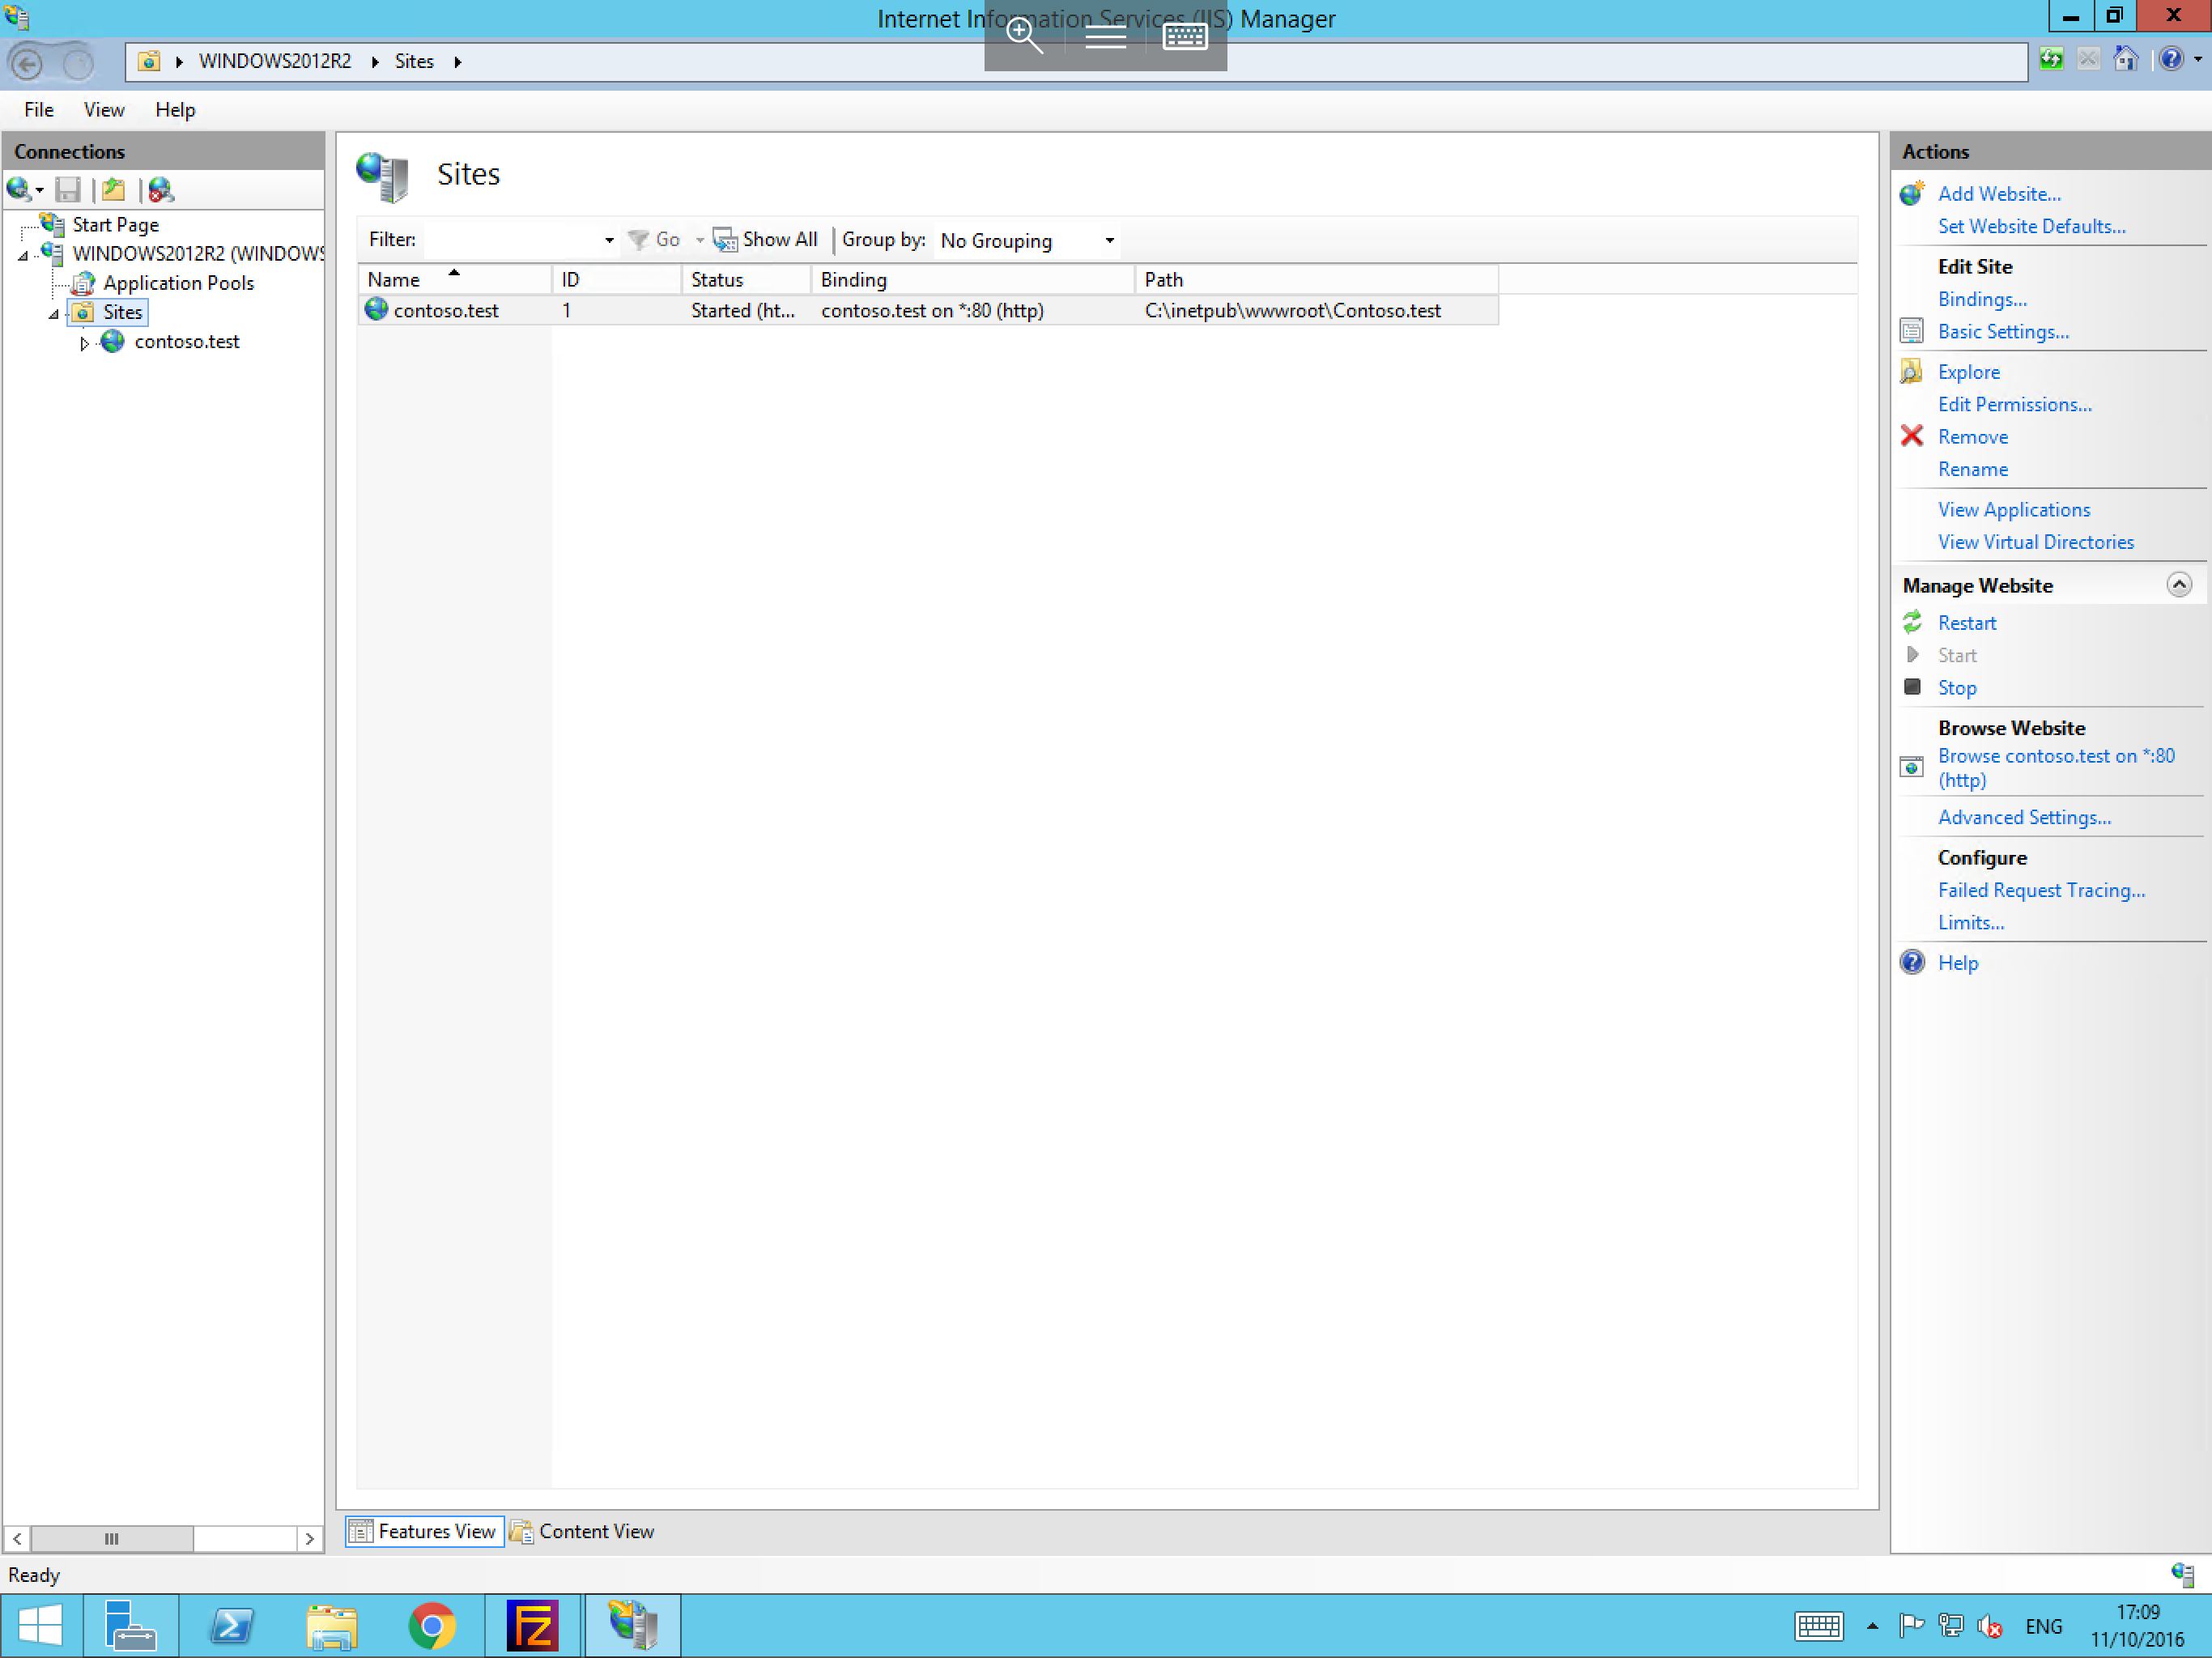 Internet Information Services (IIS) Manager
WINDOWS2012R2 Sites
File View Help
Connections
Start Page
WINDOWS2012R2 (WINDOWS
Application Pools
Sites
contoso.test
Sites
Filter: Go Show All Group by: No Grouping
Name ID Status Binding Path
contoso.test 1 Started (ht... contoso.test on *:80 (http) C:\inetpub\wwwroot\Contoso.test
Features View Content View
Actions
Add Website...
Set Website Defaults...
Edit Site
Bindings...
Basic Settings...
Explore
Edit Permissions...
Remove
Rename
View Applications
View Virtual Directories
Manage Website
Restart
Start
Stop
Browse Website
Browse contoso.test on *:80
(http)
Advanced Settings...
Configure
Failed Request Tracing...
Limits...
Help
Ready
FZ
ENG
17:09
11/10/2016